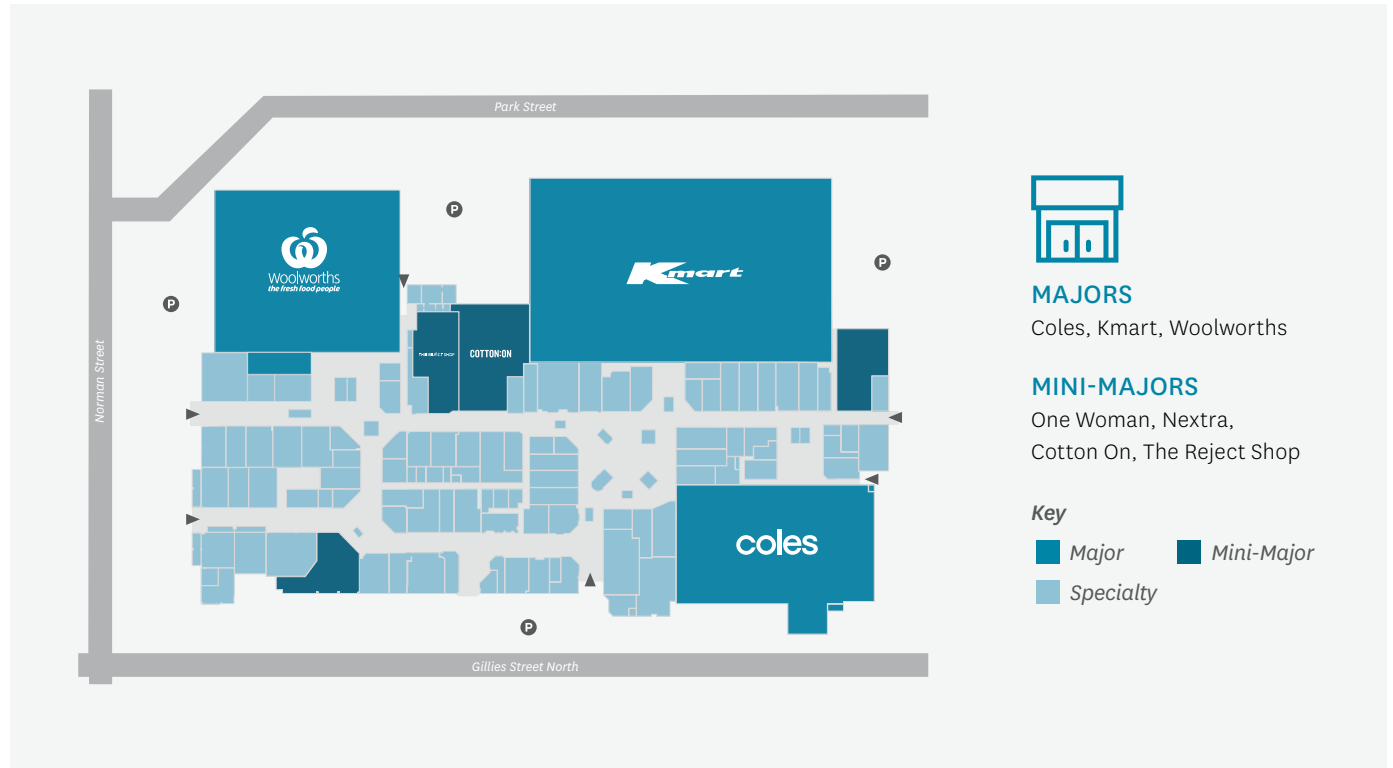 Park Street
P
P
P
Woolworths
the fresh food people
Kmart
Norman Street
THE REJECT SHOP
COTTON:ON
coles
P
Gillies Street North
MAJORS
Coles, Kmart, Woolworths
MINI-MAJORS
One Woman, Nextra,
Cotton On, The Reject Shop
Key
Major
Mini-Major
Specialty